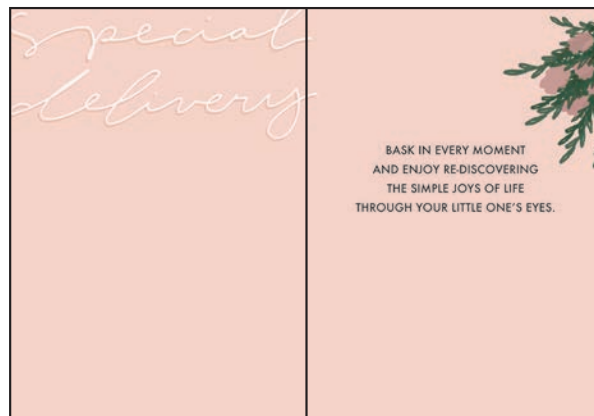 Special
delivery
BASK IN EVERY MOMENT
AND ENJOY RE-DISCOVERING
THE SIMPLE JOYS OF LIFE
THROUGH YOUR LITTLE ONE'S EYES.